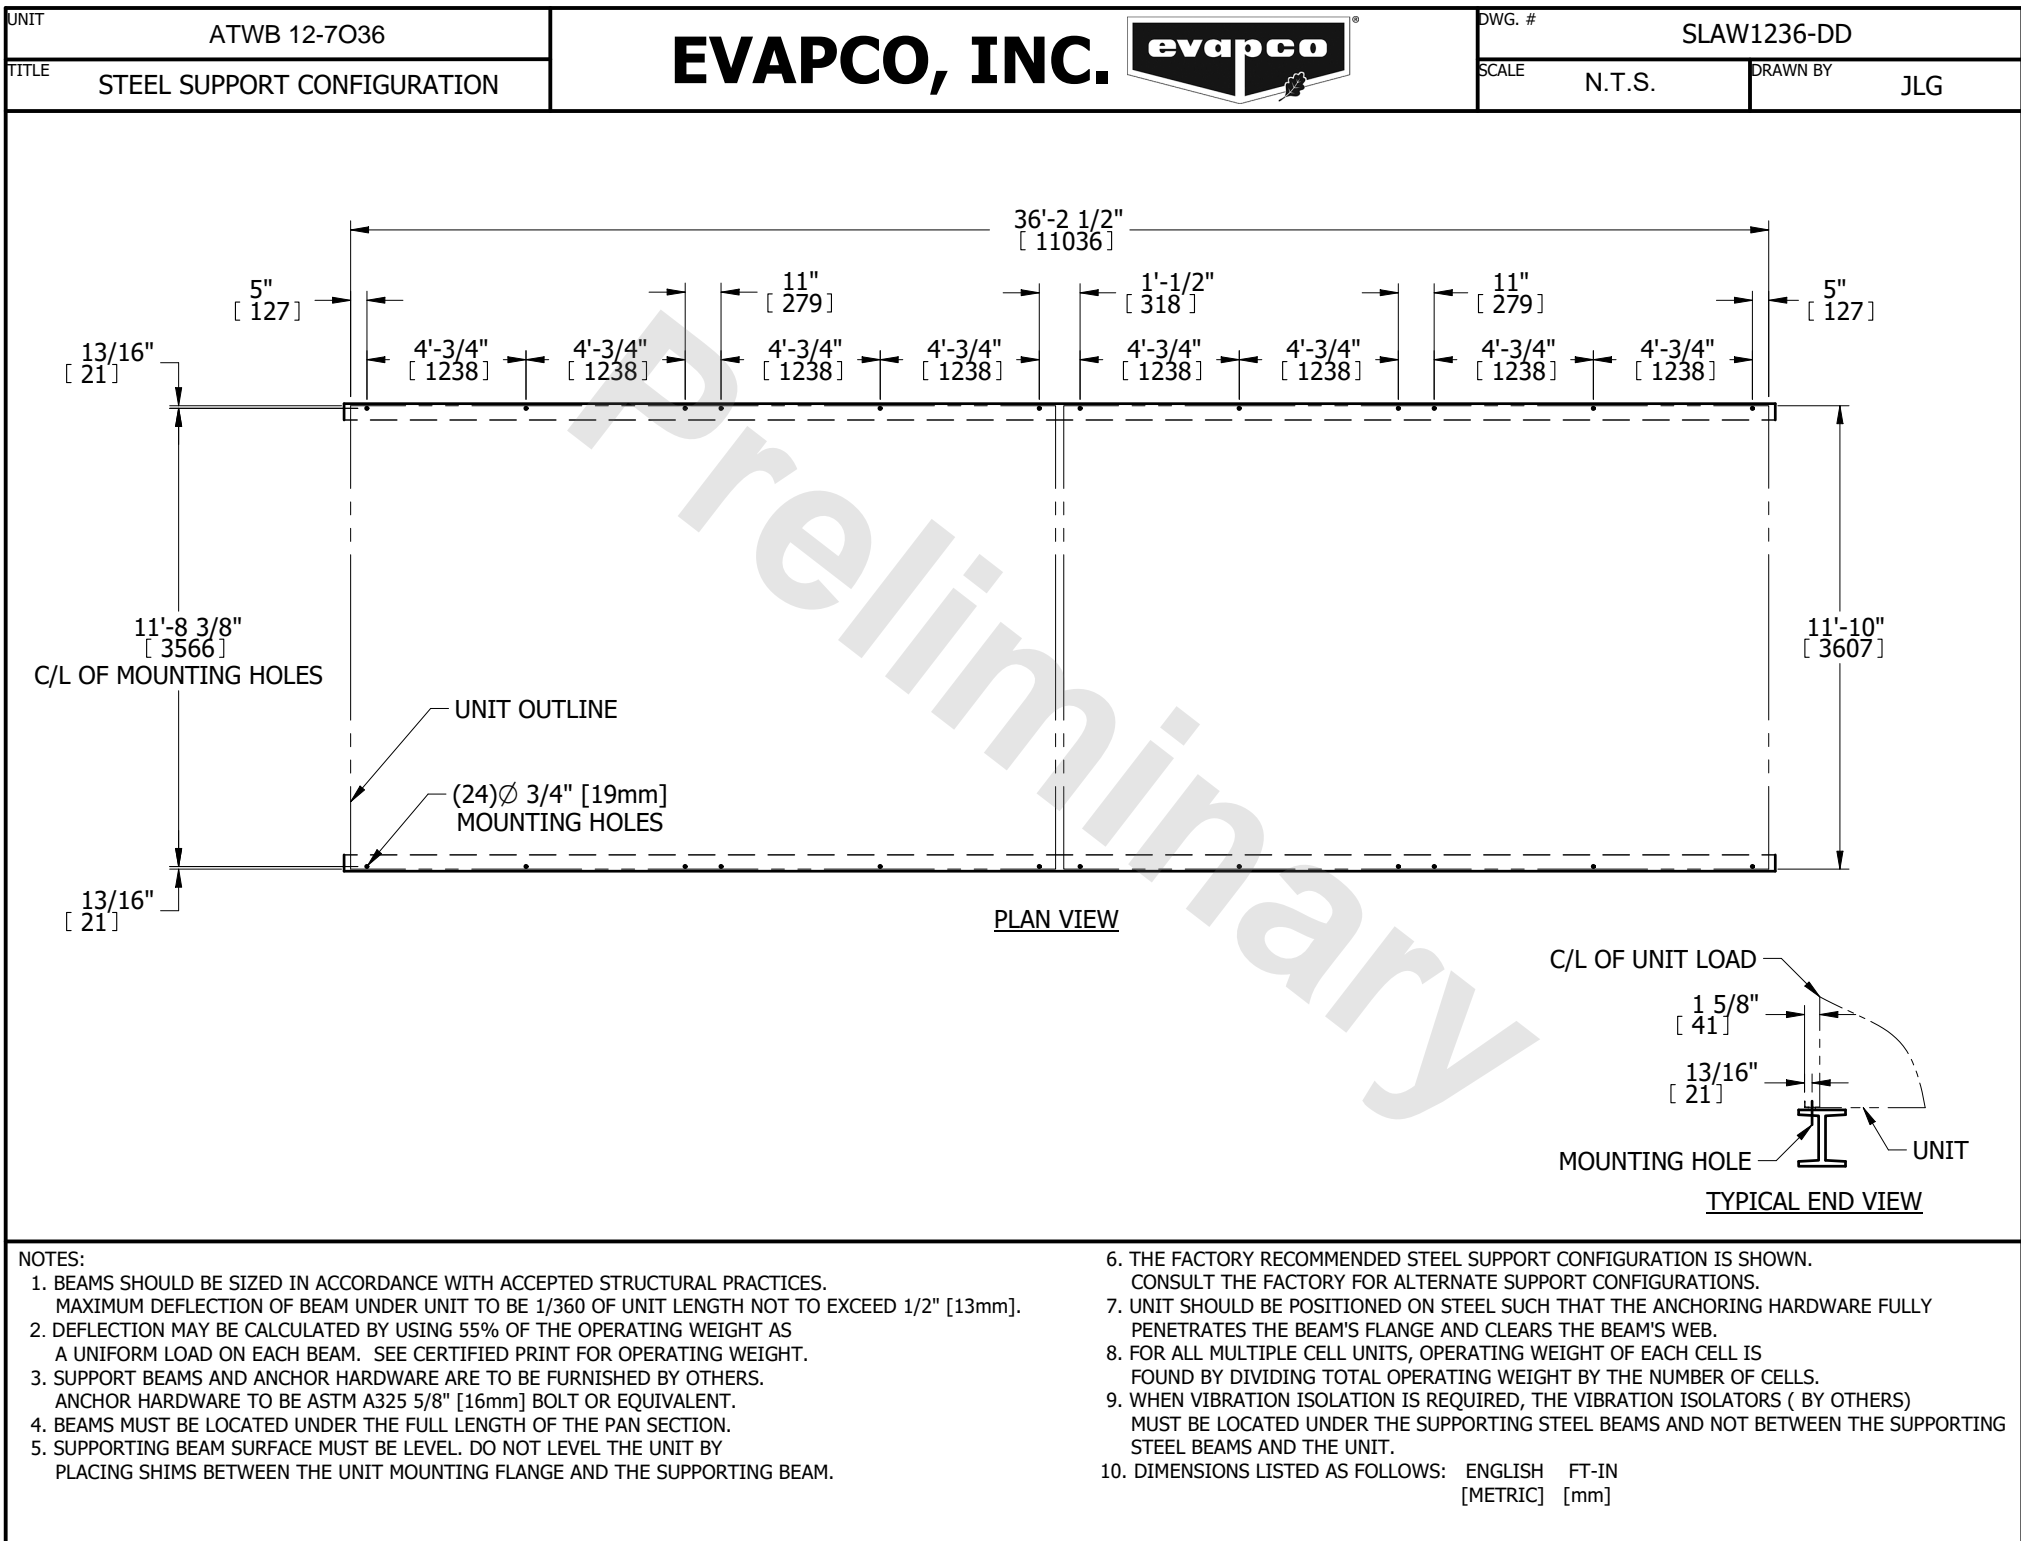 UNIT
ATWB 12-7O36
TITLE
STEEL SUPPORT CONFIGURATION
EVAPCO, INC.
evapco
®
DWG. #
SLAW1236-DD
SCALE
N.T.S.
DRAWN BY
JLG
36'-2 1/2"
[ 11036]
5"
[ 127]
11"
[ 279]
1'-1/2"
[ 318 ]
11"
[ 279]
5"
[ 127]
13/16"
[ 21]
4'-3/4"
[ 1238]
4'-3/4"
[ 1238]
4'-3/4"
[ 1238]
4'-3/4"
[ 1238]
4'-3/4"
[ 1238]
4'-3/4"
[ 1238]
4'-3/4"
[ 1238]
4'-3/4"
[ 1238]
11'-8 3/8"
[ 3566]
C/L OF MOUNTING HOLES
11'-10"
[ 3607]
UNIT OUTLINE
(24)∅ 3/4" [19mm]
MOUNTING HOLES
13/16"
[ 21]
PLAN VIEW
Preliminary
C/L OF UNIT LOAD
1 5/8"
[ 41]
13/16"
[ 21]
MOUNTING HOLE
UNIT
TYPICAL END VIEW
NOTES:
1. BEAMS SHOULD BE SIZED IN ACCORDANCE WITH ACCEPTED STRUCTURAL PRACTICES.
MAXIMUM DEFLECTION OF BEAM UNDER UNIT TO BE 1/360 OF UNIT LENGTH NOT TO EXCEED 1/2" [13mm].
2. DEFLECTION MAY BE CALCULATED BY USING 55% OF THE OPERATING WEIGHT AS
A UNIFORM LOAD ON EACH BEAM. SEE CERTIFIED PRINT FOR OPERATING WEIGHT.
3. SUPPORT BEAMS AND ANCHOR HARDWARE ARE TO BE FURNISHED BY OTHERS.
ANCHOR HARDWARE TO BE ASTM A325 5/8" [16mm] BOLT OR EQUIVALENT.
4. BEAMS MUST BE LOCATED UNDER THE FULL LENGTH OF THE PAN SECTION.
5. SUPPORTING BEAM SURFACE MUST BE LEVEL. DO NOT LEVEL THE UNIT BY
PLACING SHIMS BETWEEN THE UNIT MOUNTING FLANGE AND THE SUPPORTING BEAM.
6. THE FACTORY RECOMMENDED STEEL SUPPORT CONFIGURATION IS SHOWN.
CONSULT THE FACTORY FOR ALTERNATE SUPPORT CONFIGURATIONS.
7. UNIT SHOULD BE POSITIONED ON STEEL SUCH THAT THE ANCHORING HARDWARE FULLY
PENETRATES THE BEAM'S FLANGE AND CLEARS THE BEAM'S WEB.
8. FOR ALL MULTIPLE CELL UNITS, OPERATING WEIGHT OF EACH CELL IS
FOUND BY DIVIDING TOTAL OPERATING WEIGHT BY THE NUMBER OF CELLS.
9. WHEN VIBRATION ISOLATION IS REQUIRED, THE VIBRATION ISOLATORS ( BY OTHERS)
MUST BE LOCATED UNDER THE SUPPORTING STEEL BEAMS AND NOT BETWEEN THE SUPPORTING
STEEL BEAMS AND THE UNIT.
10. DIMENSIONS LISTED AS FOLLOWS: ENGLISH FT-IN
[METRIC] [mm]